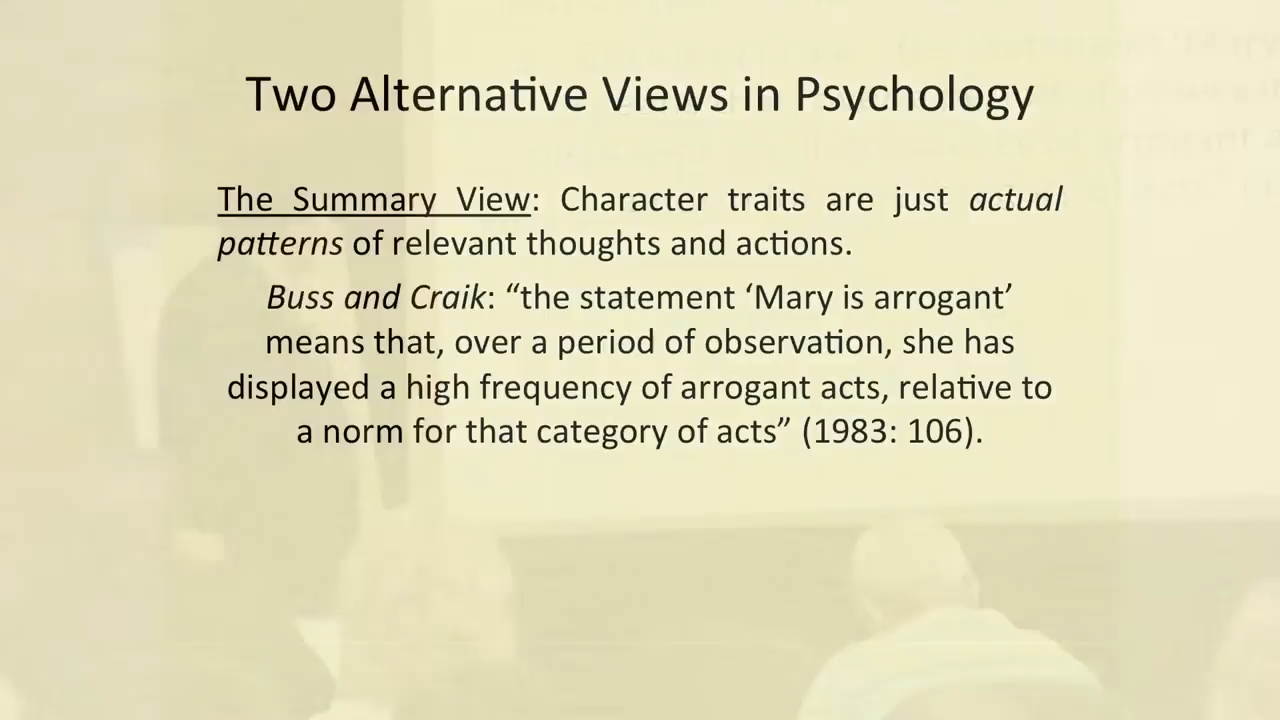 Two Alternative Views in Psychology
The Summary View: Character traits are just actual
patterns of relevant thoughts and actions.
Buss and Craik: “the statement ‘Mary is arrogant’
means that, over a period of observation, she has
displayed a high frequency of arrogant acts, relative to
a norm for that category of acts” (1983: 106).